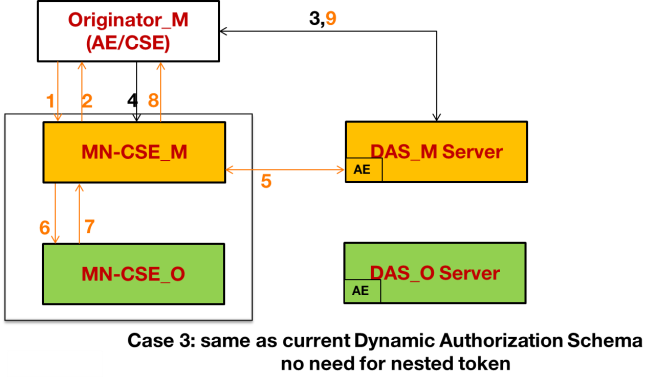 Originator_M
(AE/CSE)
3,9
1
2
4
8
MN-CSE_M
DAS_M Server
AE
5
6
7
MN-CSE_O
DAS_O Server
AE
Case 3: same as current Dynamic Authorization Schema
no need for nested token